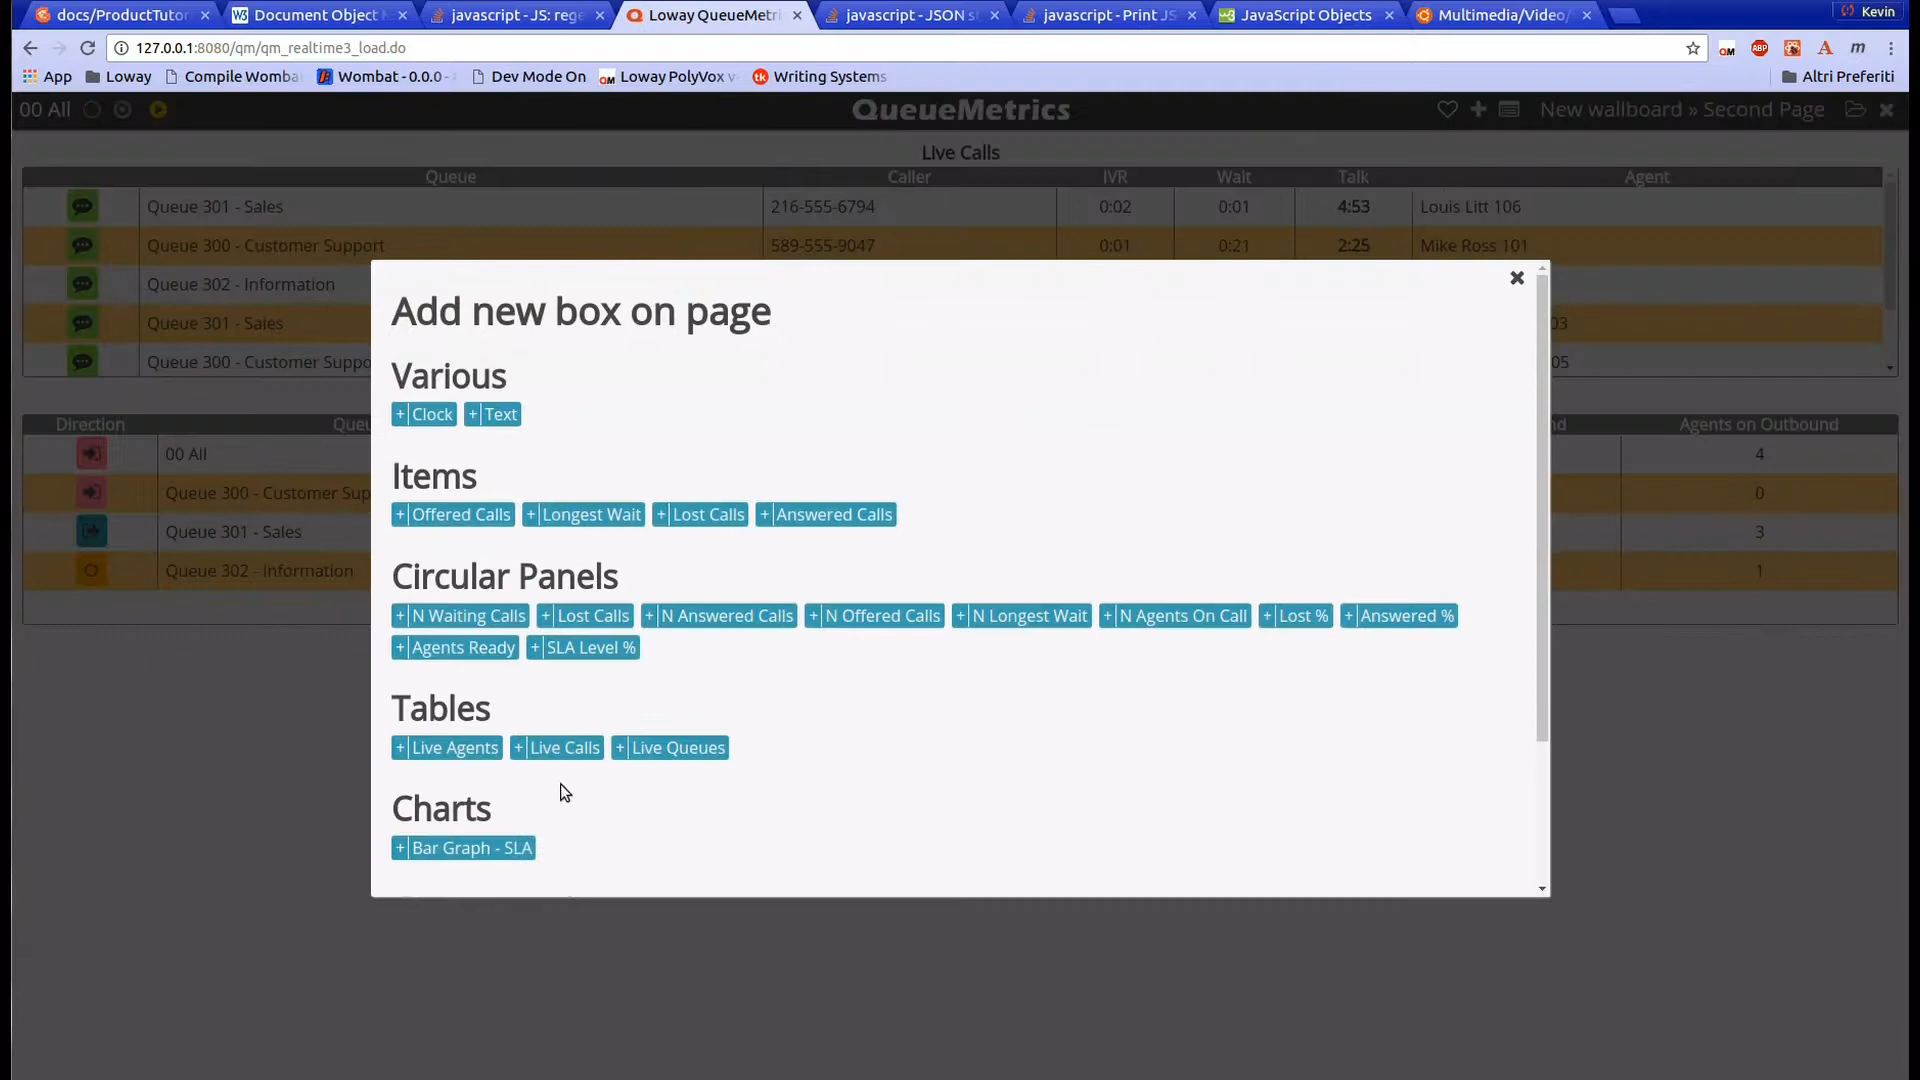 docs/ProductTutor
Document Object M
javascript - JS: rege
Loway QueueMetri
javascript - JSON s
javascript - Print JS
JavaScript Objects
Multimedia/Video/
Kevin
127.0.0.1:8080/qm/qm_realtime3_load.do
App
Loway
Compile Womba
Wombat - 0.0.0 -
Dev Mode On
Loway PolyVox v
Writing Systems
Altri Preferiti
00 All
QueueMetrics
New wallboard » Second Page
Live Calls
Queue Caller IVR Wait Talk Agent
Queue 301 - Sales 216-555-6794 0:02 0:01 4:53 Louis Litt 106
Queue 300 - Customer Support 589-555-9047 0:01 0:21 2:25 Mike Ross 101
Queue 302 - Information
Queue 301 - Sales 03
Queue 300 - Customer Suppo 05
Direction Queu nd Agents on Outbound
00 All 4
Queue 300 - Customer Sup 0
Queue 301 - Sales 3
Queue 302 - Information 1
Add new box on page
Various
+ Clock + Text
Items
+ Offered Calls + Longest Wait + Lost Calls + Answered Calls
Circular Panels
+ N Waiting Calls + Lost Calls + N Answered Calls + N Offered Calls + N Longest Wait + N Agents On Call + Lost % + Answered %
+ Agents Ready + SLA Level %
Tables
+ Live Agents + Live Calls + Live Queues
Charts
+ Bar Graph - SLA